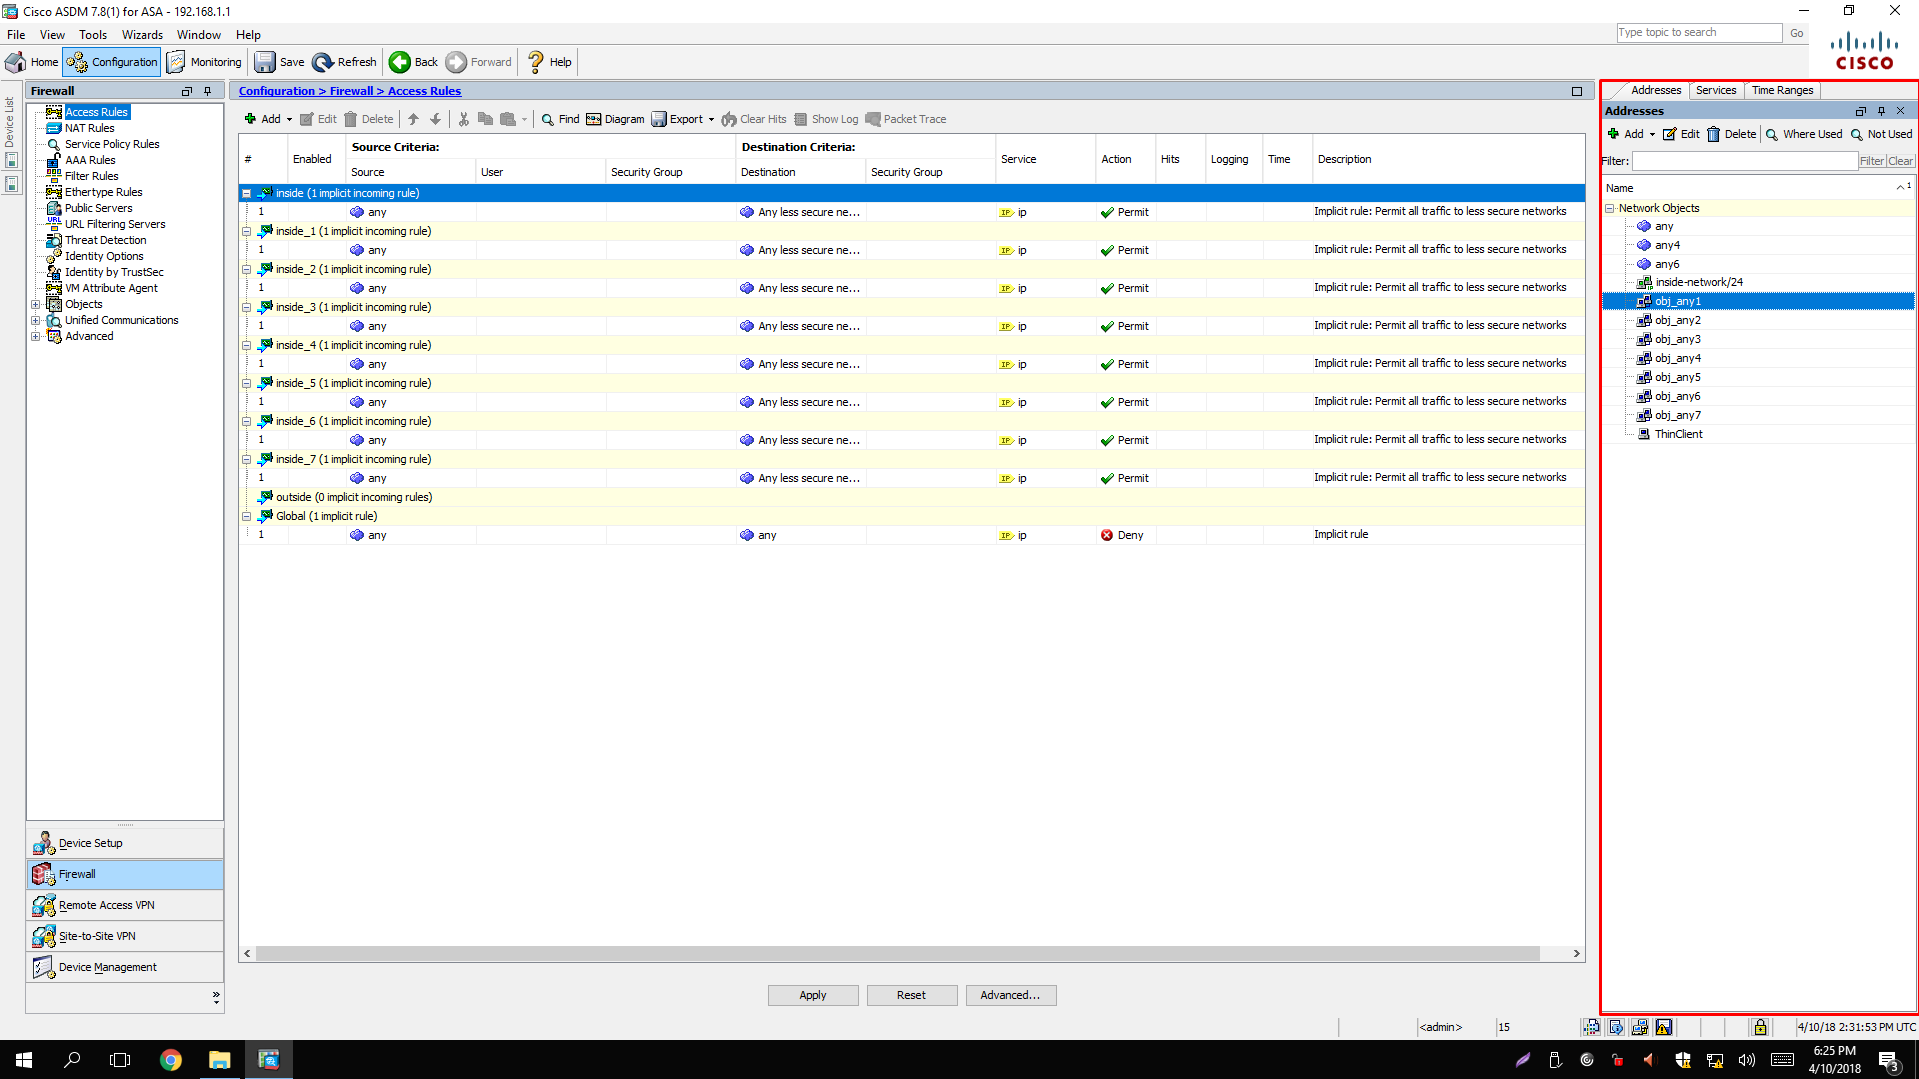 Cisco ASDM 7.8(1) for ASA - 192.168.1.1
File View Tools Wizards Window Help
Type topic to search Go
Home Configuration Monitoring Save Refresh Back Forward Help
CISCO
Device List
Firewall
Access Rules
NAT Rules
Service Policy Rules
AAA Rules
Filter Rules
Ethertype Rules
Public Servers
URL Filtering Servers
Threat Detection
Identity Options
Identity by TrustSec
VM Attribute Agent
Objects
Unified Communications
Advanced
Device Setup
Firewall
Remote Access VPN
Site-to-Site VPN
Device Management
Configuration > Firewall > Access Rules
Add Edit Delete Find Diagram Export Clear Hits Show Log Packet Trace
# Enabled Source Criteria: Destination Criteria: Service Action Hits Logging Time Description
Source User Security Group Destination Security Group
inside (1 implicit incoming rule)
1 any Any less secure ne... IP ip Permit Implicit rule: Permit all traffic to less secure networks
inside_1 (1 implicit incoming rule)
1 any Any less secure ne... IP ip Permit Implicit rule: Permit all traffic to less secure networks
inside_2 (1 implicit incoming rule)
1 any Any less secure ne... IP ip Permit Implicit rule: Permit all traffic to less secure networks
inside_3 (1 implicit incoming rule)
1 any Any less secure ne... IP ip Permit Implicit rule: Permit all traffic to less secure networks
inside_4 (1 implicit incoming rule)
1 any Any less secure ne... IP ip Permit Implicit rule: Permit all traffic to less secure networks
inside_5 (1 implicit incoming rule)
1 any Any less secure ne... IP ip Permit Implicit rule: Permit all traffic to less secure networks
inside_6 (1 implicit incoming rule)
1 any Any less secure ne... IP ip Permit Implicit rule: Permit all traffic to less secure networks
inside_7 (1 implicit incoming rule)
1 any Any less secure ne... IP ip Permit Implicit rule: Permit all traffic to less secure networks
outside (0 implicit incoming rules)
Global (1 implicit rule)
1 any any IP ip Deny Implicit rule
Apply Reset Advanced...
Addresses Services Time Ranges
Addresses
Add Edit Delete Where Used Not Used
Filter: Filter Clear
Name 1
Network Objects
any
any4
any6
inside-network/24
obj_any1
obj_any2
obj_any3
obj_any4
obj_any5
obj_any6
obj_any7
ThinClient
<admin> 15 4/10/18 2:31:53 PM UTC
6:25 PM
4/10/2018
3